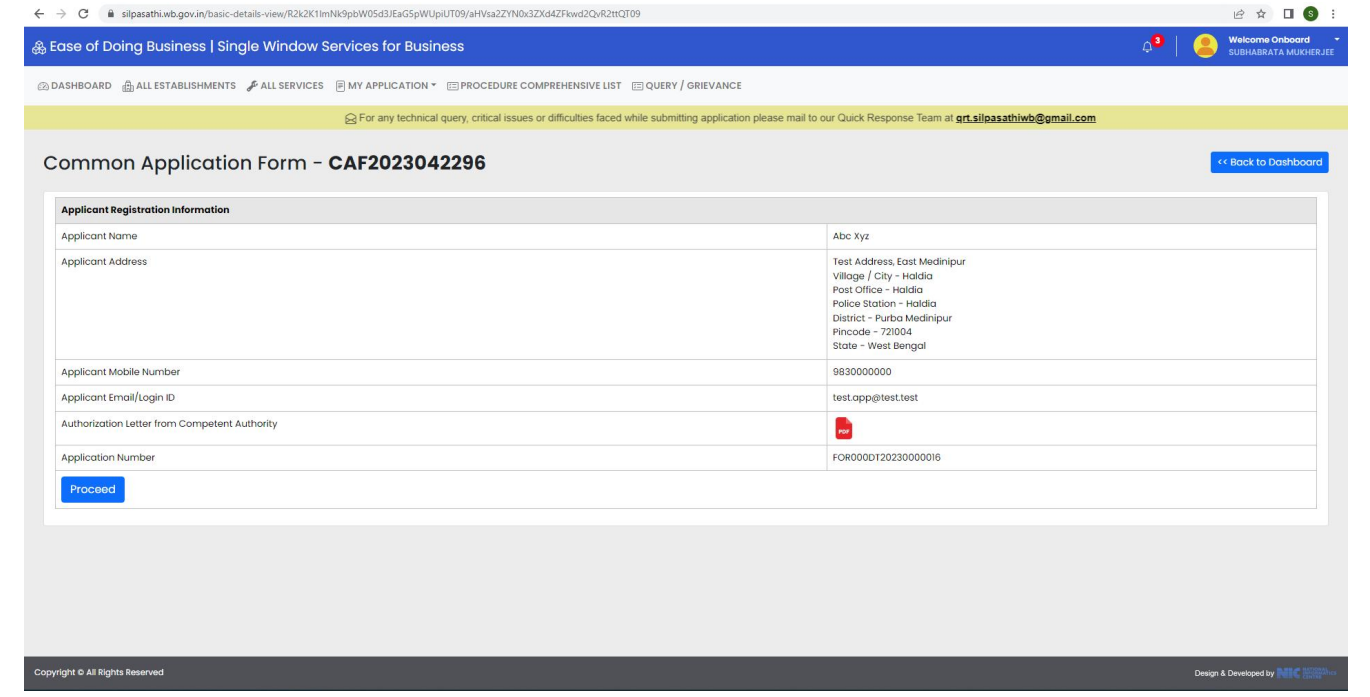 silpasathi.wb.gov.in/basic-details-view/R2k2K1lmNk9pbW05d3JEaG5pWUpiUT09/aHVsa2ZYN0x3ZXd4ZFkwd2QvR2ttQT09
Ease of Doing Business | Single Window Services for Business
3
Welcome Onboard
SUBHABRATA MUKHERJEE
S
DASHBOARD ALL ESTABLISHMENTS ALL SERVICES MY APPLICATION PROCEDURE COMPREHENSIVE LIST QUERY / GRIEVANCE
For any technical query, critical issues or difficulties faced while submitting application please mail to our Quick Response Team at qrt.silpasathiwb@gmail.com
Common Application Form - CAF2023042296
<< Back to Dashboard
Applicant Registration Information
Applicant Name
Abc Xyz
Applicant Address
Test Address, East Medinipur
Village / City - Haldia
Post Office - Haldia
Police Station - Haldia
District - Purba Medinipur
Pincode - 721004
State - West Bengal
Applicant Mobile Number
9830000000
Applicant Email/Login ID
test.app@test.test
Authorization Letter from Competent Authority
PDF
Application Number
FOR000DT20230000016
Proceed
Copyright © All Rights Reserved
Design & Developed by NIC NATIONAL INFORMATICS CENTRE